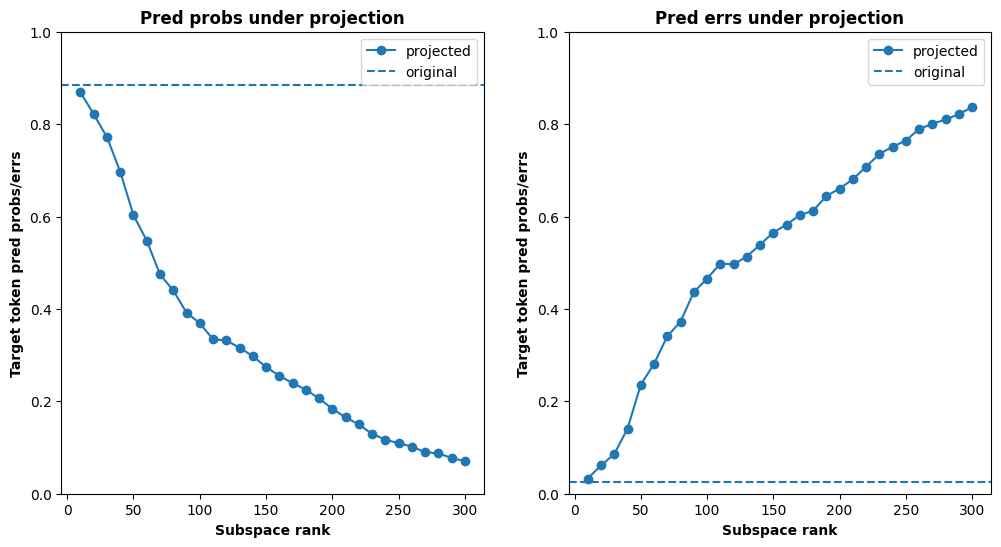 Pred probs under projection
projected
original
1.0
0.8
0.6
0.4
0.2
0.0
Target token pred probs/errs
0 50 100 150 200 250 300
Subspace rank
Pred errs under projection
projected
original
1.0
0.8
0.6
0.4
0.2
0.0
Target token pred probs/errs
0 50 100 150 200 250 300
Subspace rank